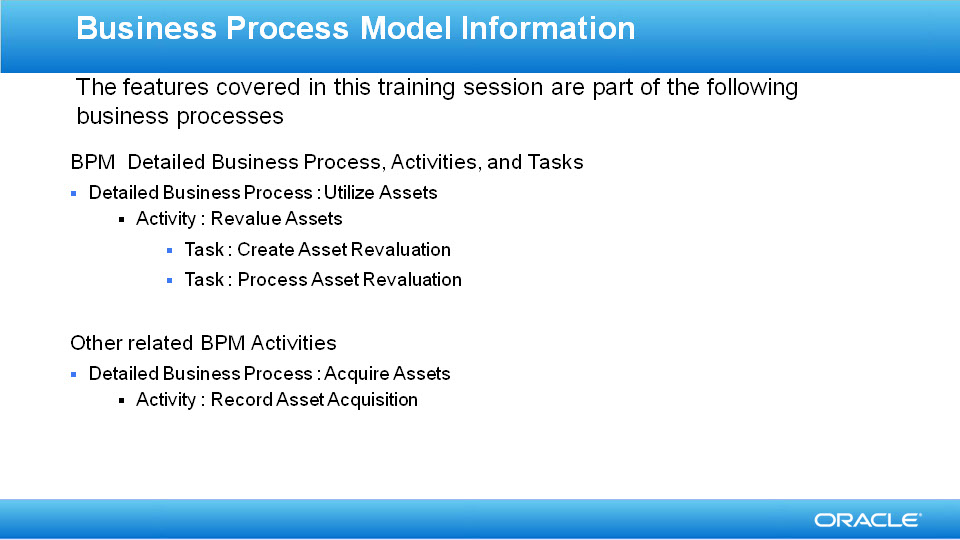 Business Process Model Information
The features covered in this training session are part of the following
business processes
BPM Detailed Business Process, Activities, and Tasks
Detailed Business Process : Utilize Assets
Activity : Revalue Assets
Task : Create Asset Revaluation
Task : Process Asset Revaluation
Other related BPM Activities
Detailed Business Process : Acquire Assets
Activity : Record Asset Acquisition
ORACLE